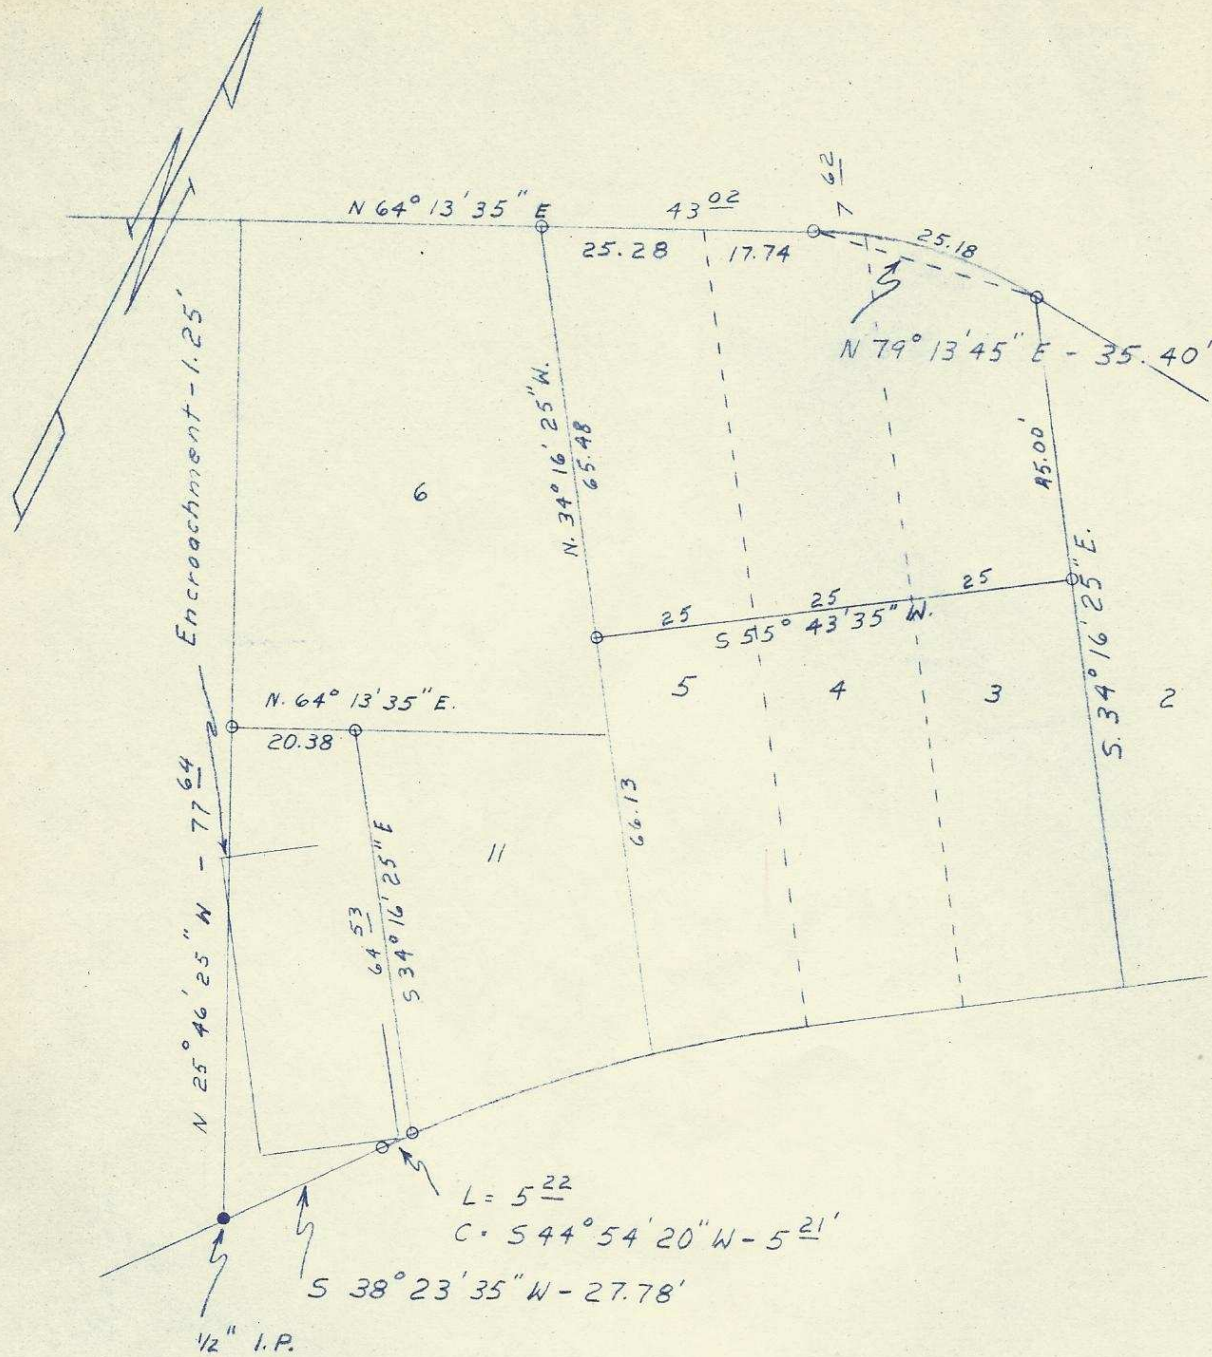 N 64° 13' 35" E
43 02
7 62
25.18
25.28
17.74
N 79° 13' 45" E - 35.40'
Encroachment - 1.25'
N. 34° 16' 25" W.
65.48
45.00'
6
25
25
25
S 55° 43' 35" W.
S. 34° 16' 25" E.
5
4
3
2
N. 64° 13' 35" E.
20.38
N 25° 46' 25" W - 77 64
64 53
S 34° 16' 25" E
11
66.13
L = 5 22
C. S 44° 54' 20" W - 5 21'
S 38° 23' 35" W - 27.78'
1/2" I.P.